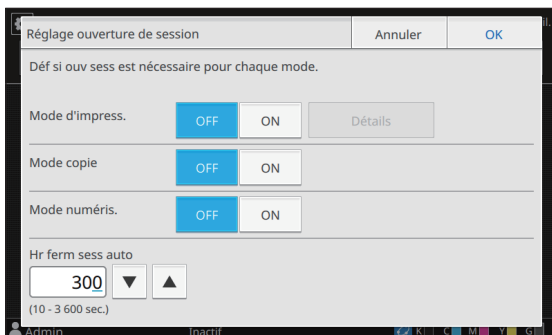 Réglage ouverture de session Annuler OK
Déf si ouv sess est nécessaire pour chaque mode.
Mode d'impress. OFF ON Détails
Mode copie OFF ON
Mode numéris. OFF ON
Hr ferm sess auto
300
(10 - 3 600 sec.)
Admin Inactif K C M Y G